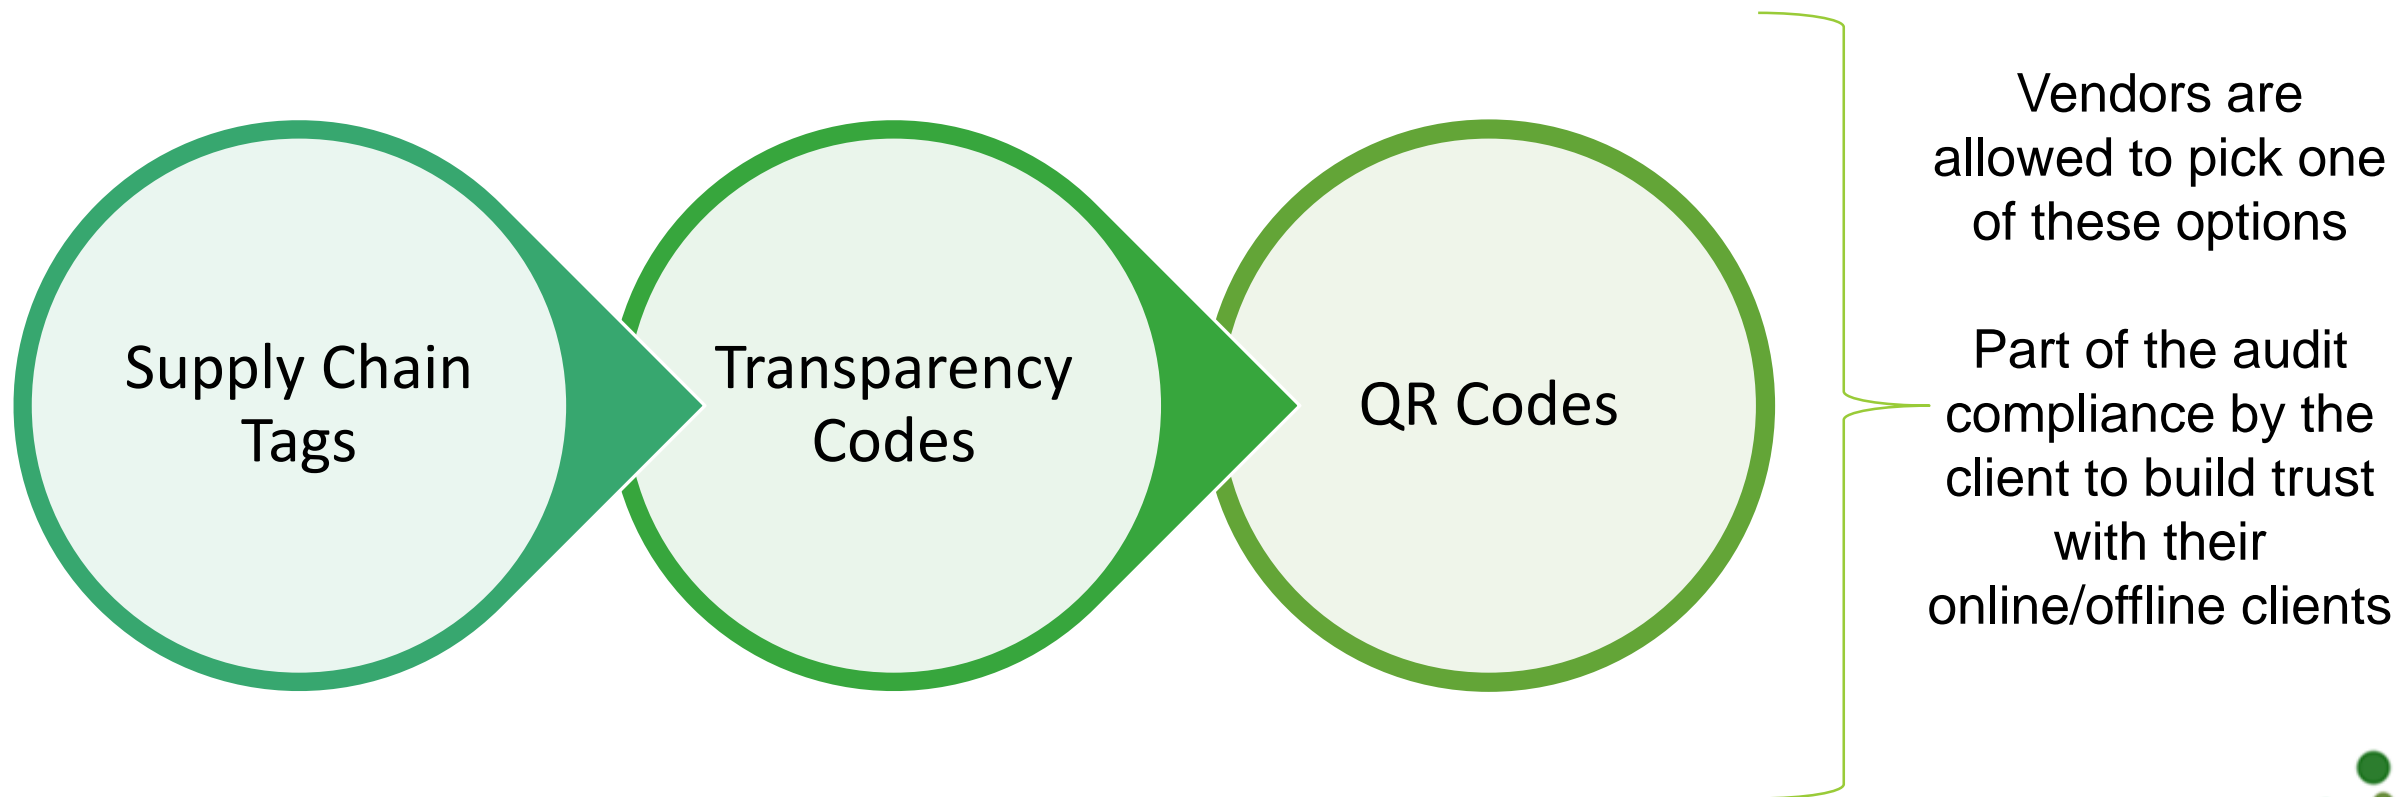 Supply Chain
Tags
Transparency
Codes
QR Codes
Vendors are
allowed to pick one
of these options
Part of the audit
compliance by the
client to build trust
with their
online/offline clients